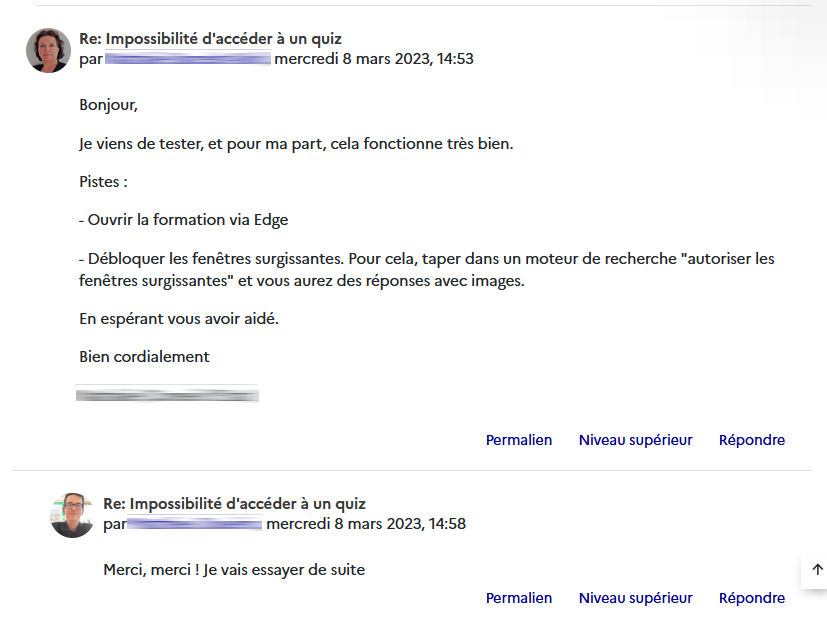 Re: Impossibilité d'accéder à un quiz
par mercredi 8 mars 2023, 14:53
Bonjour,
Je viens de tester, et pour ma part, cela fonctionne très bien.
Pistes :
- Ouvrir la formation via Edge
- Débloquer les fenêtres surgissantes. Pour cela, taper dans un moteur de recherche "autoriser les
fenêtres surgissantes" et vous aurez des réponses avec images.
En espérant vous avoir aidé.
Bien cordialement
Permalien Niveau supérieur Répondre
Re: Impossibilité d'accéder à un quiz
par mercredi 8 mars 2023, 14:58
Merci, merci ! Je vais essayer de suite
Permalien Niveau supérieur Répondre